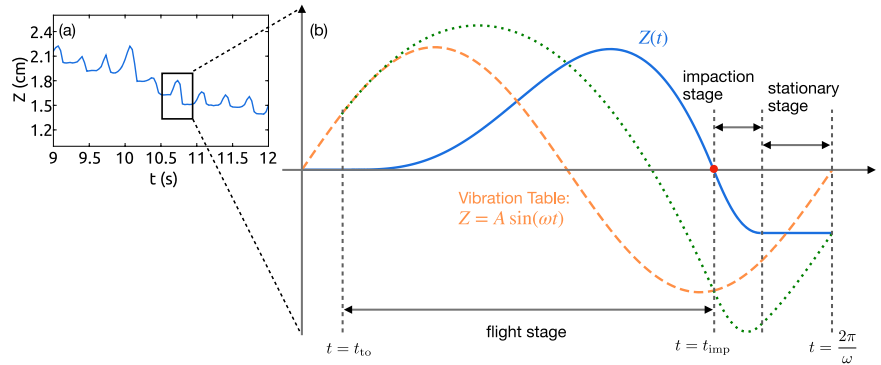 (a)
2.4
2.1
1.8
1.5
1.2
Z (cm)
9 9.5 10 10.5 11 11.5 12
t (s)
(b)
Z(t)
impaction
stage
stationary
stage
Vibration Table:
Z = A sin(ωt)
flight stage
t = t_to
t = t_imp
t = 2π/ω